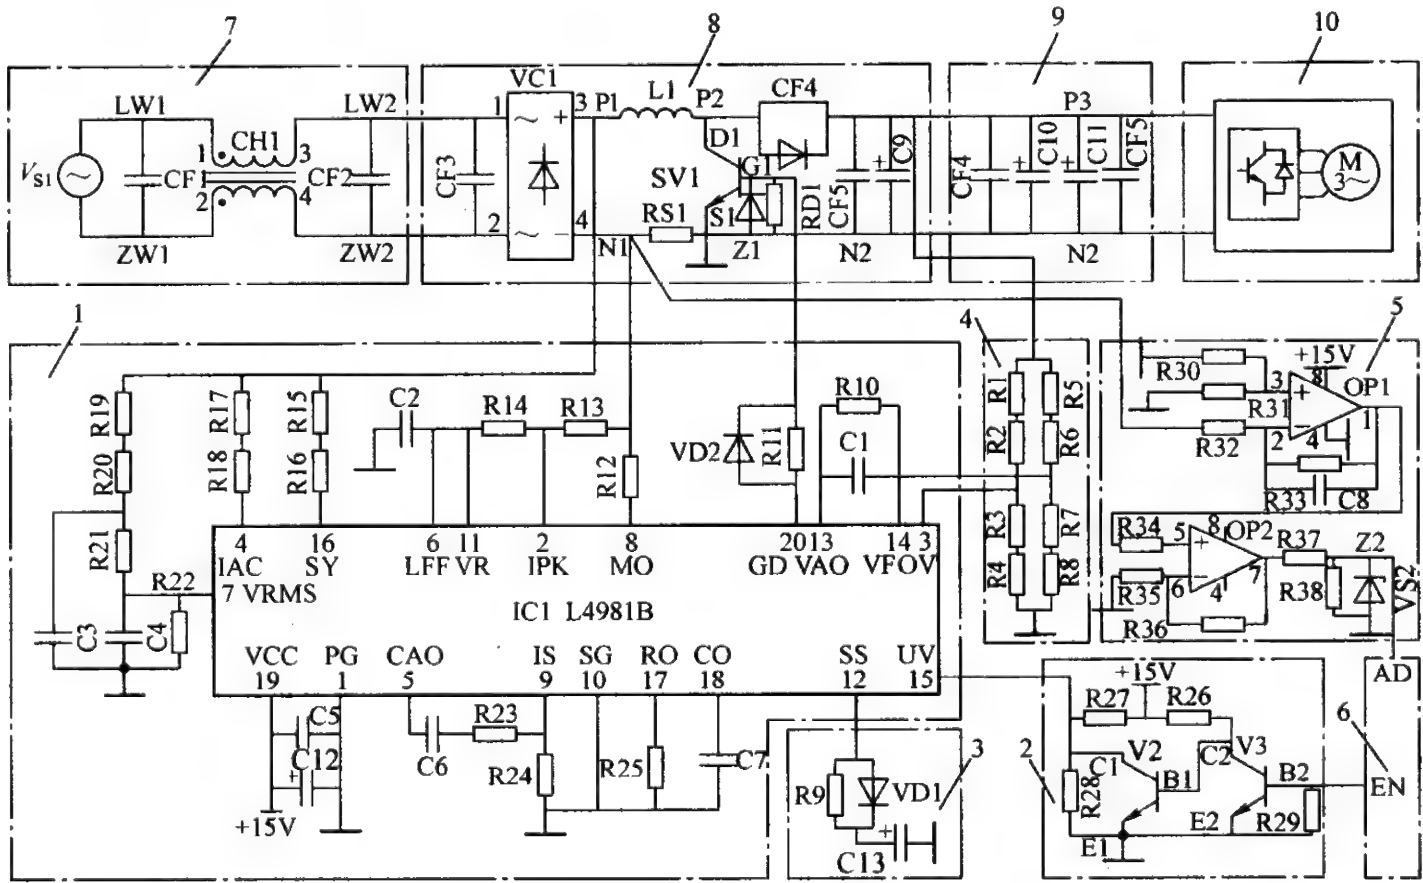 7
8
9
10
V_S1
LW1
LW2
ZW1
ZW2
CH1
1
3
2
4
CF1
CF2
CF3
VC1
1
3
2
4
~ +
~ −
P1
L1
P2
CF4
D1
G1
SV1
S1
RS1
N1
Z1
RD1
CF5
C9
N2
P3
CF4
C10
C11
CF5
N2
M
3~
1
R19
R20
R21
R22
R17
R18
R15
R16
C2
R14
R13
R12
VD2
R11
R10
C1
C3
C4
4
16
6
11
2
8
20
13
14
3
IAC
SY
LFF
VR
IPK
MO
GD
VAO
VF
OV
7 VRMS
IC1 L4981B
VCC
PG
CAO
IS
SG
RO
CO
SS
UV
19
1
5
9
10
17
18
12
15
C5
C12
+
+15V
C6
R23
R24
R25
C7
3
R9
VD1
+
C13
4
R1
R2
R3
R4
R5
R6
R7
R8
5
R30
R31
R32
+15V
8
3
+
−
2
4
OP1
1
R33
C8
R34
R35
R36
5
+
−
6
8
4
OP2
7
R37
R38
Z2
VS2
2
+15V
R27
R26
R28
V2
C1
B1
E1
C2
V3
B2
E2
R29
6
AD
EN